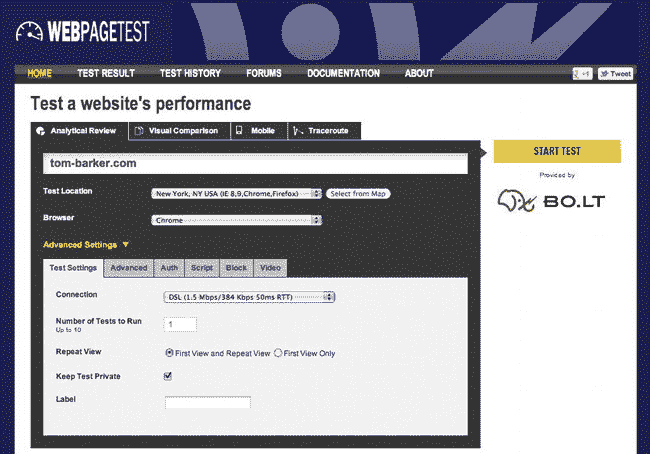 WEBPAGETEST
HOME TEST RESULT TEST HISTORY FORUMS DOCUMENTATION ABOUT
+1 Tweet
Test a website's performance
Analytical Review Visual Comparison Mobile Traceroute
tom-barker.com
START TEST
Provided by
BO.LT
Test Location New York, NY USA (IE 8,9,Chrome,Firefox) Select from Map
Browser Chrome
Advanced Settings
Test Settings Advanced Auth Script Block Video
Connection DSL (1.5 Mbps/384 Kbps 50ms RTT)
Number of Tests to Run 1
Up to 10
Repeat View First View and Repeat View First View Only
Keep Test Private
Label